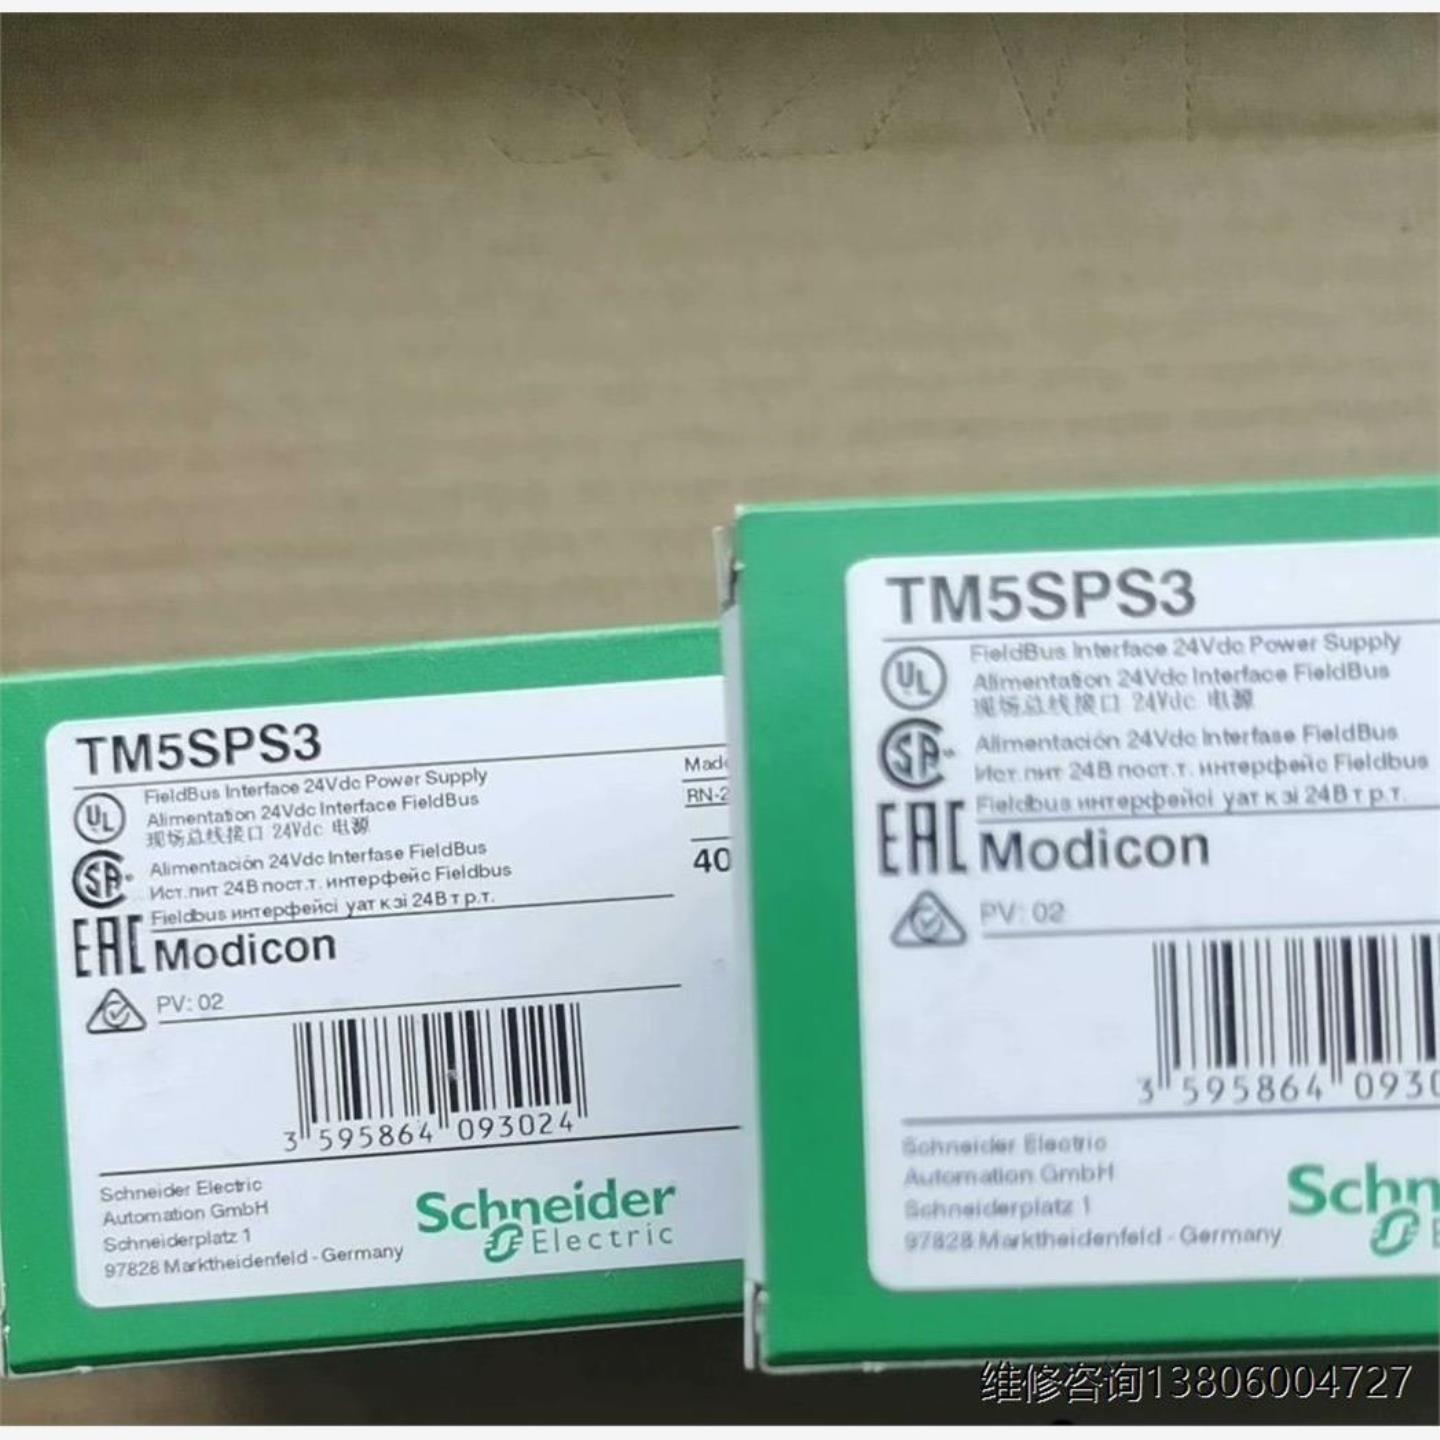 TM5SPS3
FieldBus Interface 24Vdc Power Supply
Alimentation 24Vdc Interface FieldBus
现场总线接口 24Vdc 电源
Alimentación 24Vdc Interfase FieldBus
Ист.пит 24В пост.т. интерфейс Fieldbus
Fieldbus интерфейсі уат кзі 24В т р.т.
UL
EAC
Modicon
PV: 02
Made
RN-2
40
3 595864 093024
Schneider Electric
Automation GmbH
Schneiderplatz 1
97828 Marktheidenfeld - Germany
Schneider
Electric
TM5SPS3
FieldBus Interface 24Vdc Power Supply
Alimentation 24Vdc Interface FieldBus
现场总线接口 24Vdc 电源
Alimentación 24Vdc Interfase FieldBus
Ист.пит 24В пост.т. интерфейс Fieldbus
Fieldbus интерфейсі уат кзі 24В т р.т.
UL
EAC
Modicon
PV: 02
3 595864 0930
Schneider Electric
Automation GmbH
Schneiderplatz 1
97828 Marktheidenfeld - Germany
Schn
E
维修咨询13806004727